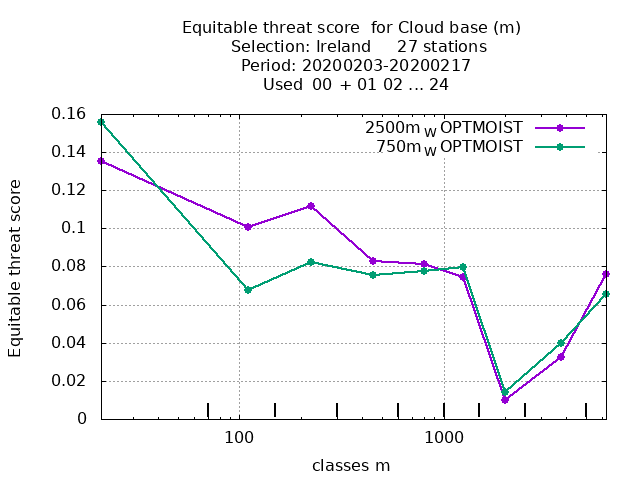 Equitable threat score  for Cloud base (m)
Selection: Ireland     27 stations
Period: 20200203-20200217
Used  00 + 01 02 ... 24
2500m W OPTMOIST
750m W OPTMOIST
0.16
0.14
0.12
0.1
0.08
0.06
0.04
0.02
0
Equitable threat score
100 1000
classes m